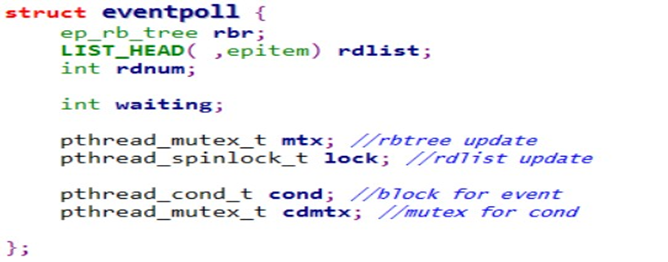 struct eventpoll {
ep_rb_tree rbr;
LIST_HEAD( ,epitem) rdlist;
int rdnum;
int waiting;
pthread_mutex_t mtx; //rbtree update
pthread_spinlock_t lock; //rdlist update
pthread_cond_t cond; //block for event
pthread_mutex_t cdmtx; //mutex for cond
};